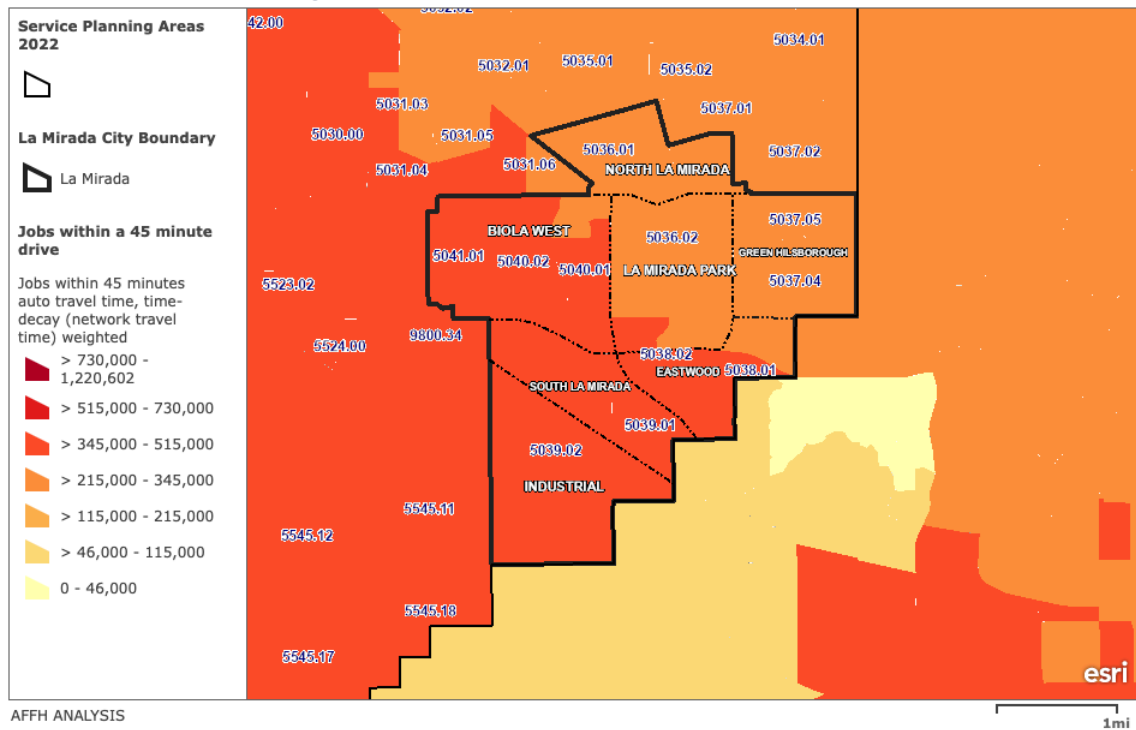 Service Planning Areas
2022
La Mirada City Boundary
La Mirada
Jobs within a 45 minute
drive
Jobs within 45 minutes
auto travel time, time-
decay (network travel
time) weighted
> 730,000 -
1,220,602
> 515,000 - 730,000
> 345,000 - 515,000
> 215,000 - 345,000
> 115,000 - 215,000
> 46,000 - 115,000
0 - 46,000
42.00
5032.02
5034.01
5032.01
5035.01
5035.02
5031.03
5037.01
5030.00
5031.05
5036.01
5037.02
5031.04
5031.06
NORTH LA MIRADA
5037.05
BIOLA WEST
5036.02
5041.01
5040.02
5040.01
GREEN HILSBOROUGH
LA MIRADA PARK
5037.04
5523.02
9800.34
5524.00
5038.02
EASTWOOD
5038.01
SOUTH LA MIRADA
5039.01
5039.02
INDUSTRIAL
5545.11
5545.12
5545.18
5545.17
esri
AFFH ANALYSIS
1mi